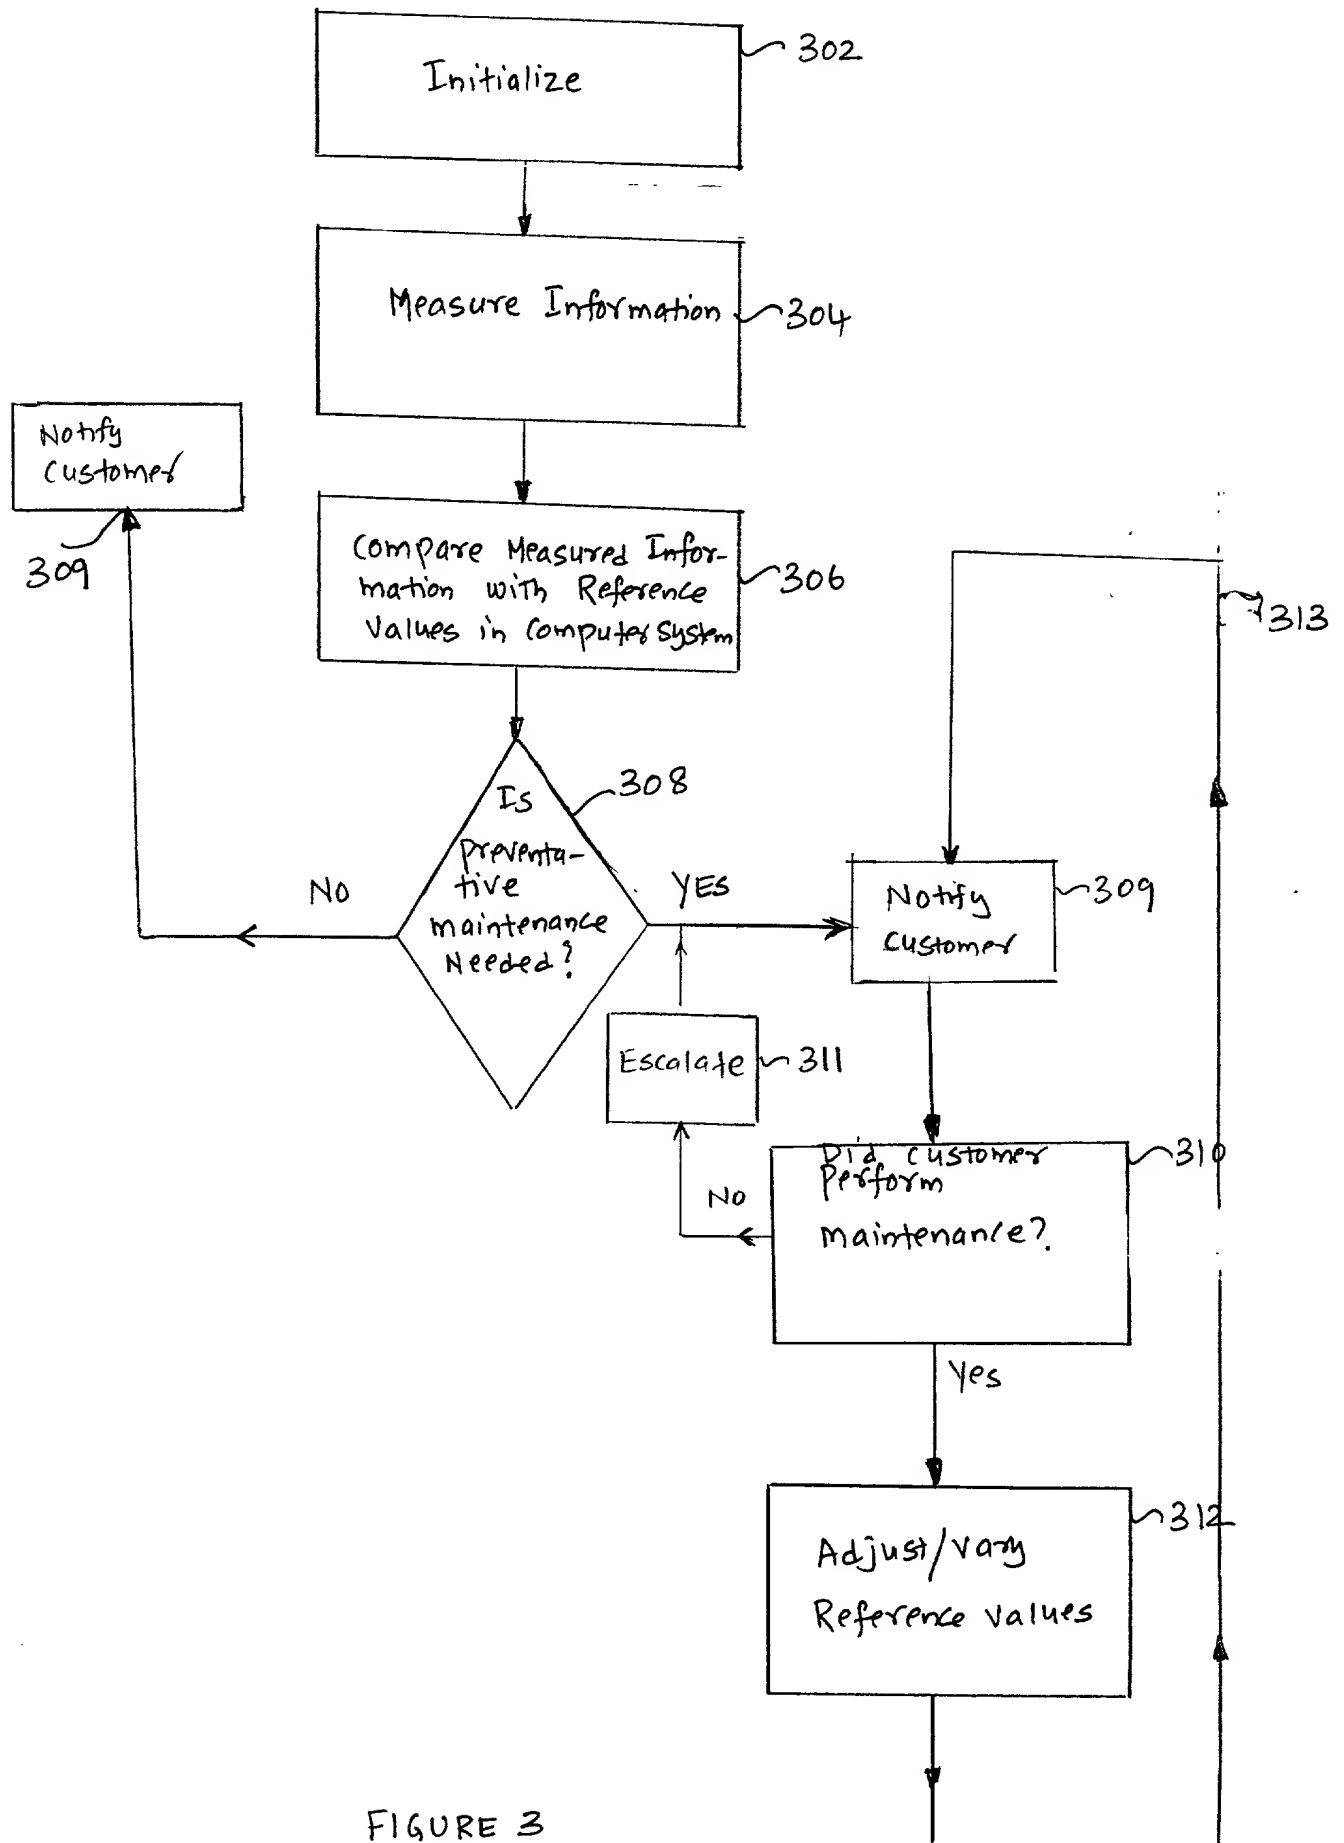 Initialize
302
Measure Information
304
Notify
Customer
309
Compare Measured Infor-
mation with Reference
Values in Computer System
306
313
Is
preventa-
tive
maintenance
Needed?
308
NO
YES
Notify
Customer
309
Escalate
311
Did customer
Perform
maintenance?
310
NO
Yes
Adjust/vary
Reference values
312
FIGURE 3